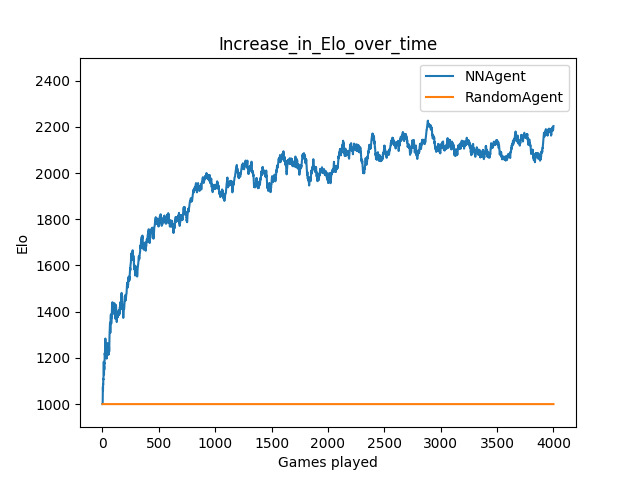 Increase_in_Elo_over_time
NNAgent
RandomAgent
2400
2200
2000
1800
1600
1400
1200
1000
Elo
0 500 1000 1500 2000 2500 3000 3500 4000
Games played